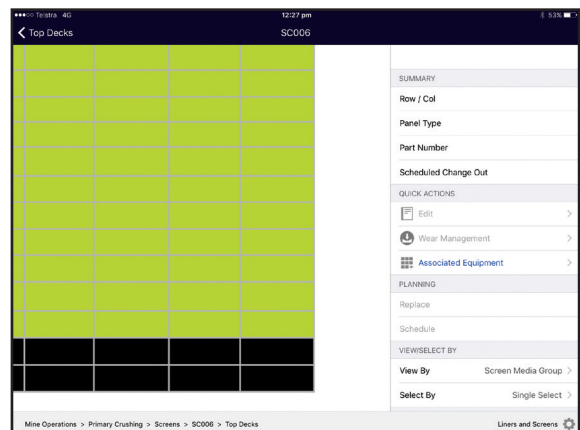 Telstra 4G 12:27 pm 53%
Top Decks SC006
SUMMARY
Row / Col
Panel Type
Part Number
Scheduled Change Out
QUICK ACTIONS
Edit
Wear Management
Associated Equipment
PLANNING
Replace
Schedule
VIEW/SELECT BY
View By Screen Media Group
Select By Single Select
Mine Operations > Primary Crushing > Screens > SC006 > Top Decks Liners and Screens